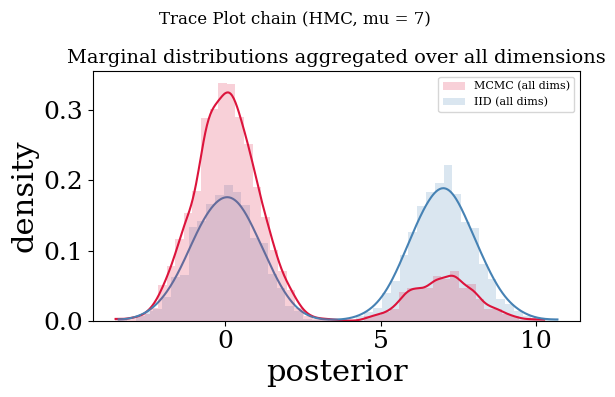 Trace Plot chain (HMC, mu = 7)
Marginal distributions aggregated over all dimensions
MCMC (all dims)
IID (all dims)
density
0.3
0.2
0.1
0.0
0 5 10
posterior